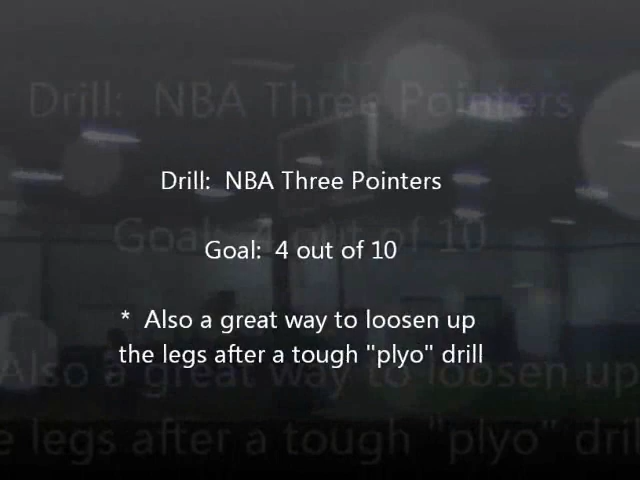 Drill:  NBA Three Pointers
Goal:  4 out of 10
*  Also a great way to loosen up
the legs after a tough "plyo" drill